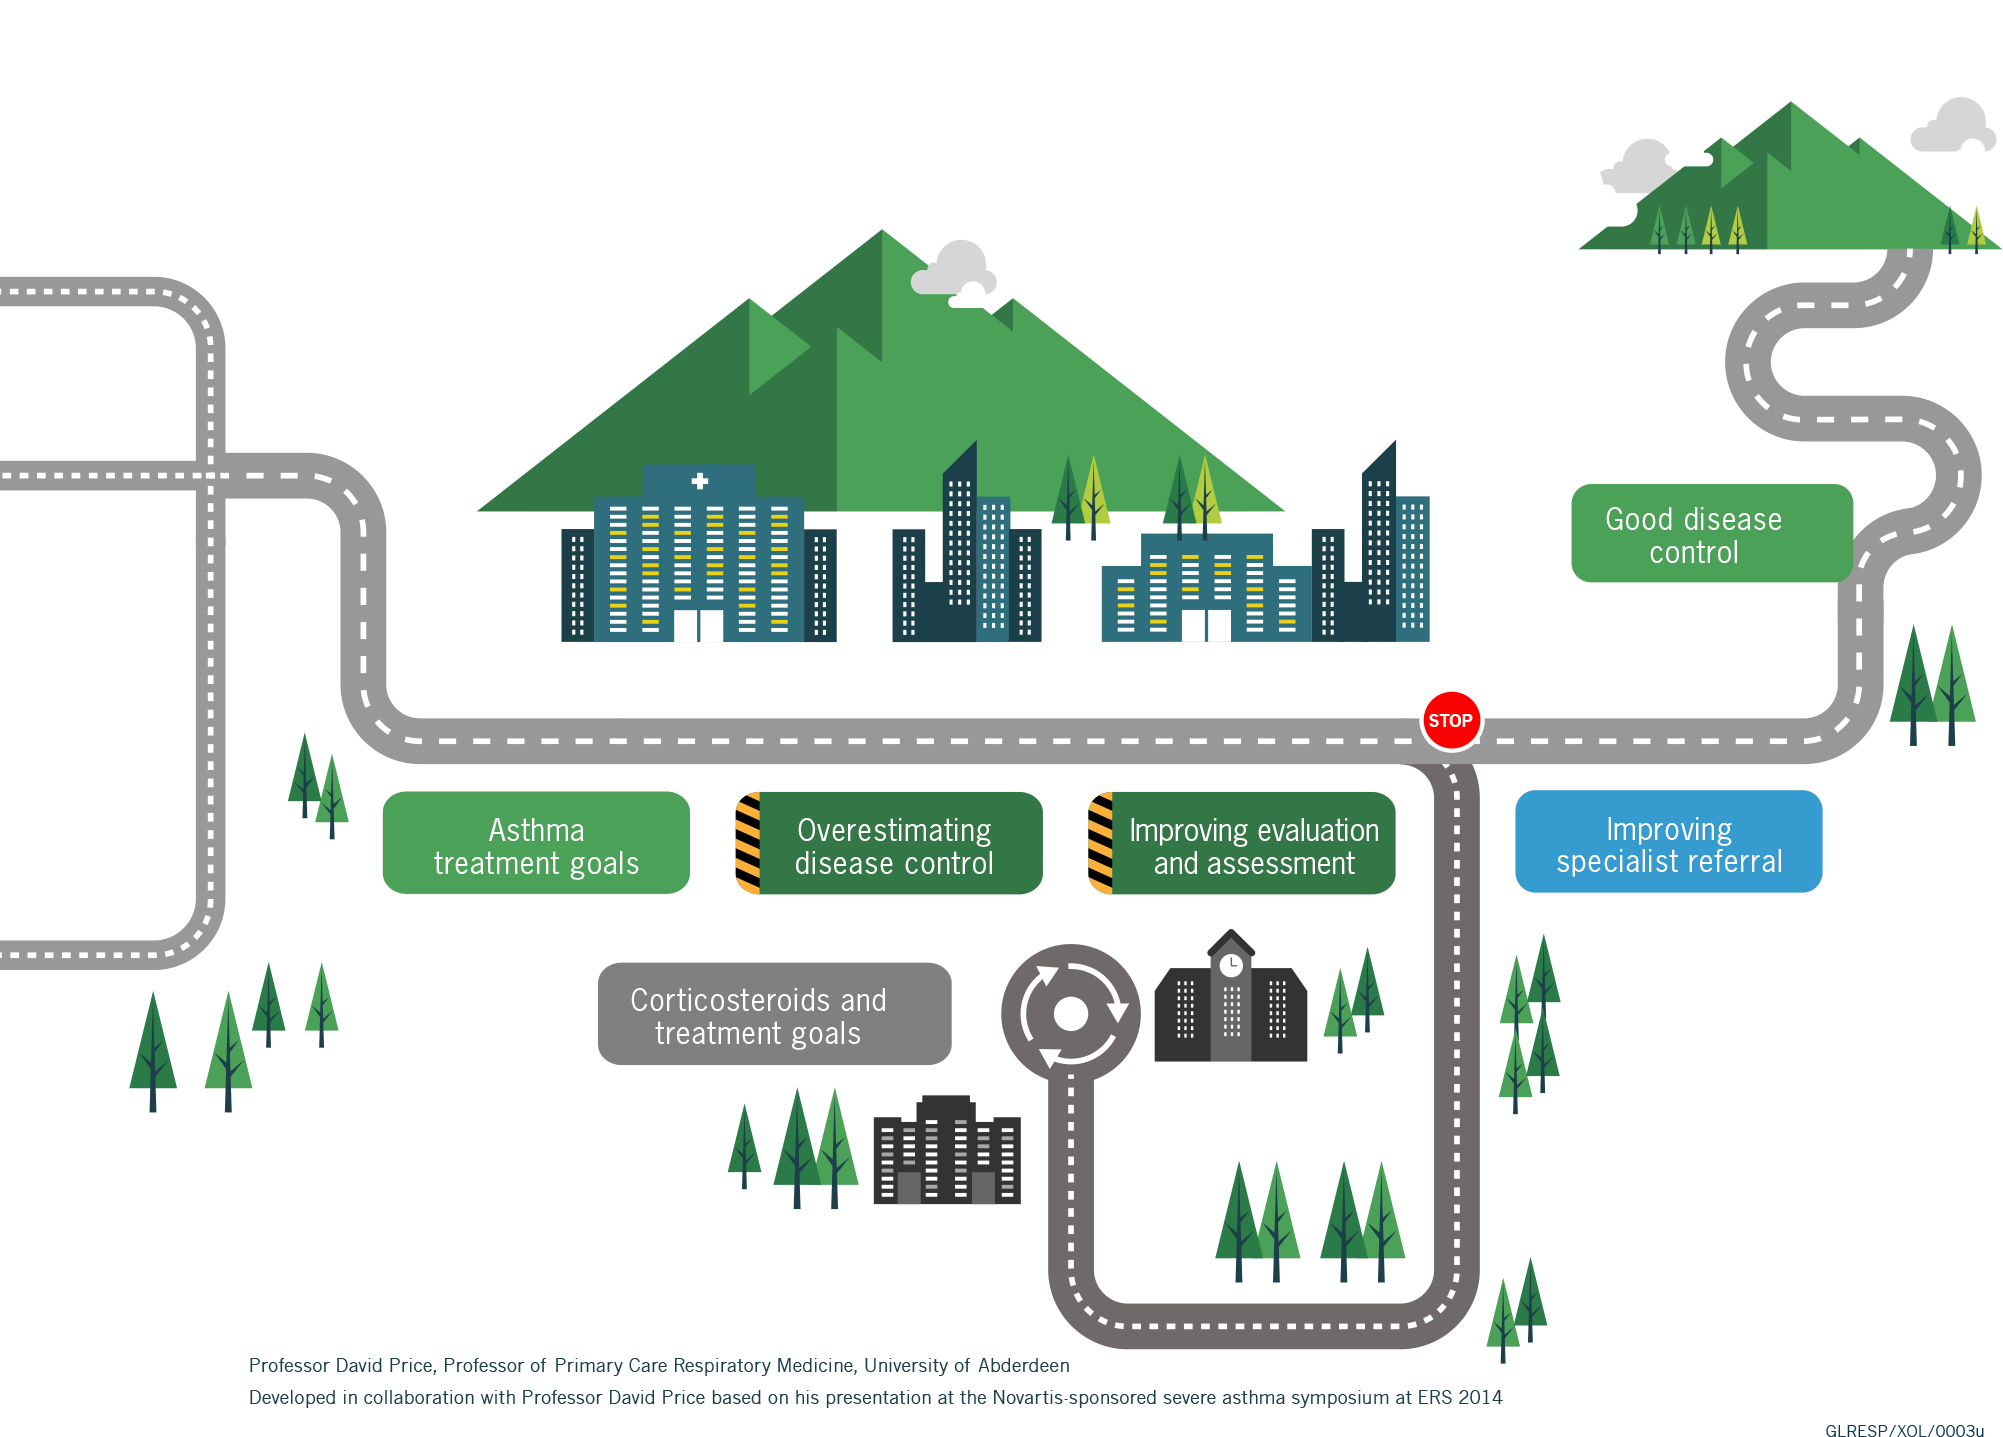 Good disease
control
STOP
Asthma
treatment goals
Overestimating
disease control
Improving evaluation
and assessment
Improving
specialist referral
Corticosteroids and
treatment goals
Professor David Price, Professor of Primary Care Respiratory Medicine, University of Abderdeen
Developed in collaboration with Professor David Price based on his presentation at the Novartis-sponsored severe asthma symposium at ERS 2014
GLRESP/XOL/0003u